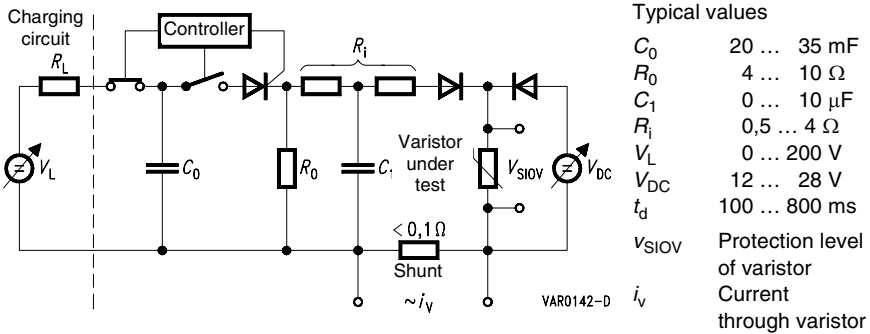 Charging
circuit
Controller
R_L
R_i
V_L
C_0
R_0
C_1
Varistor
under
test
V_SIOV
V_DC
< 0,1 Ω
Shunt
~i_v
VAR0142-D
Typical values
C_0 20 … 35 mF
R_0 4 … 10 Ω
C_1 0 … 10 µF
R_i 0,5 … 4 Ω
V_L 0 … 200 V
V_DC 12 … 28 V
t_d 100 … 800 ms
v_SIOV Protection level
of varistor
i_v Current
through varistor